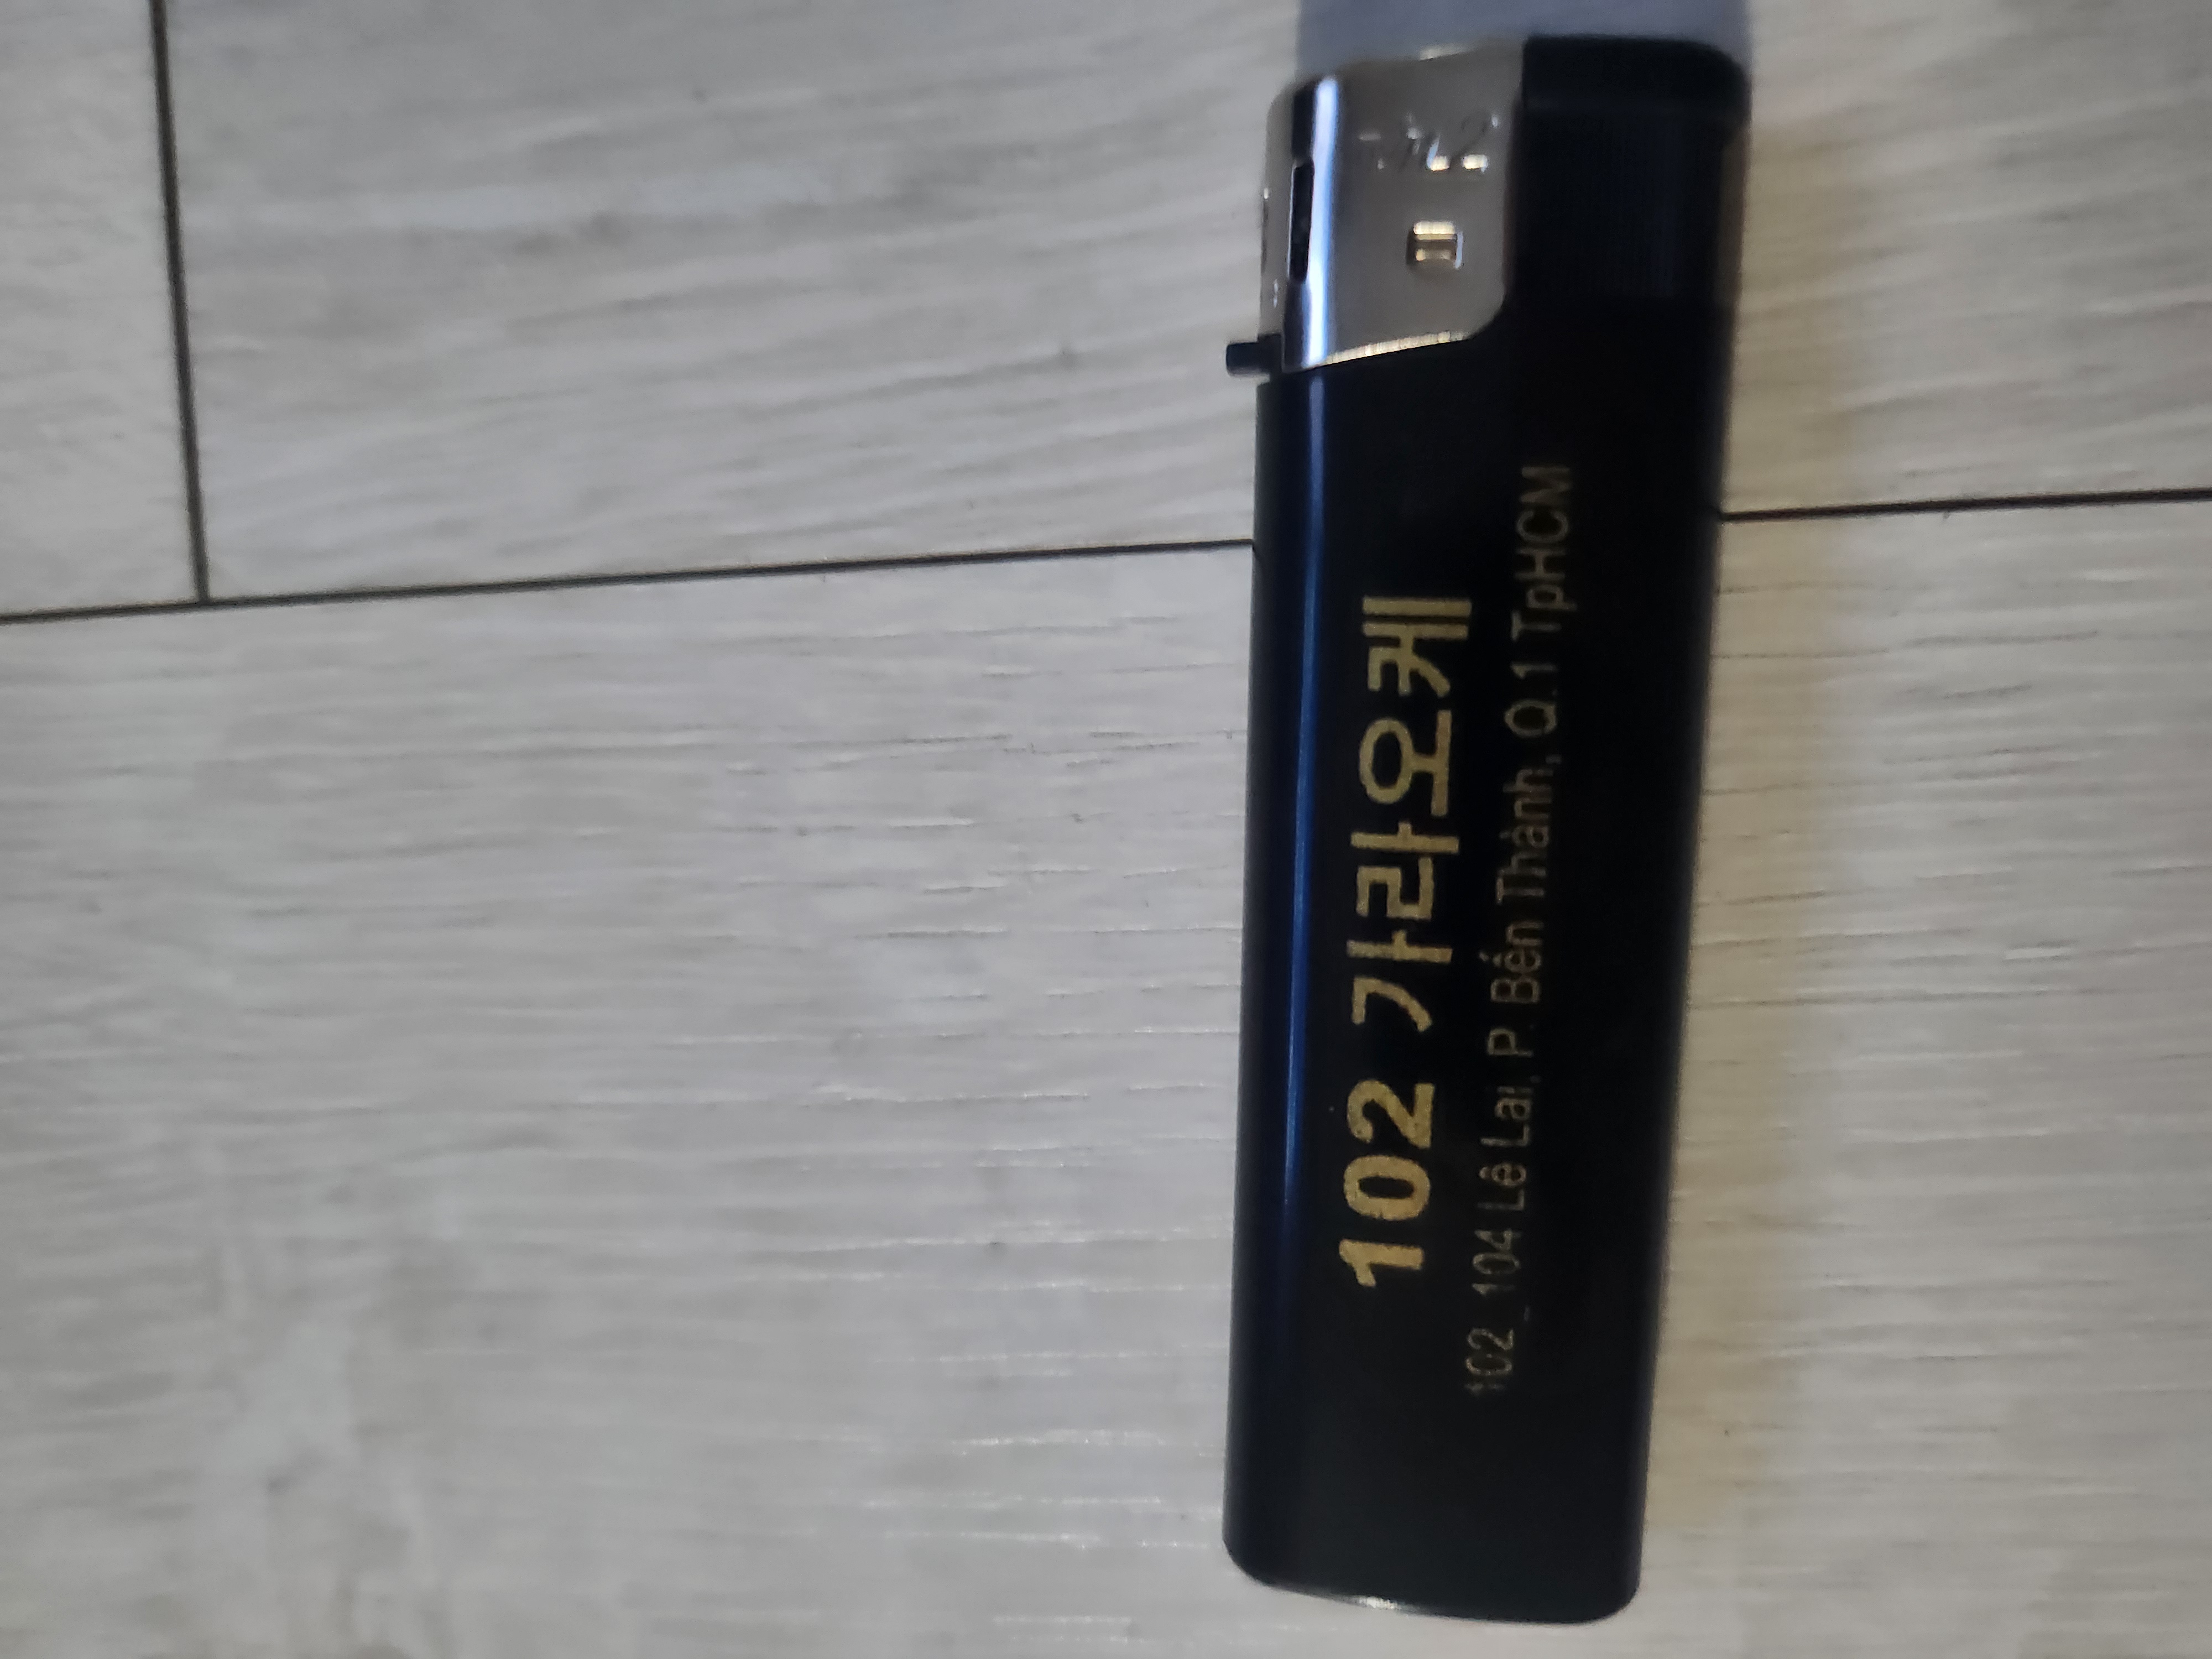 102 가라오케
102_104 Lê Lai, P. Bến Thành, Q.1 TpHCM